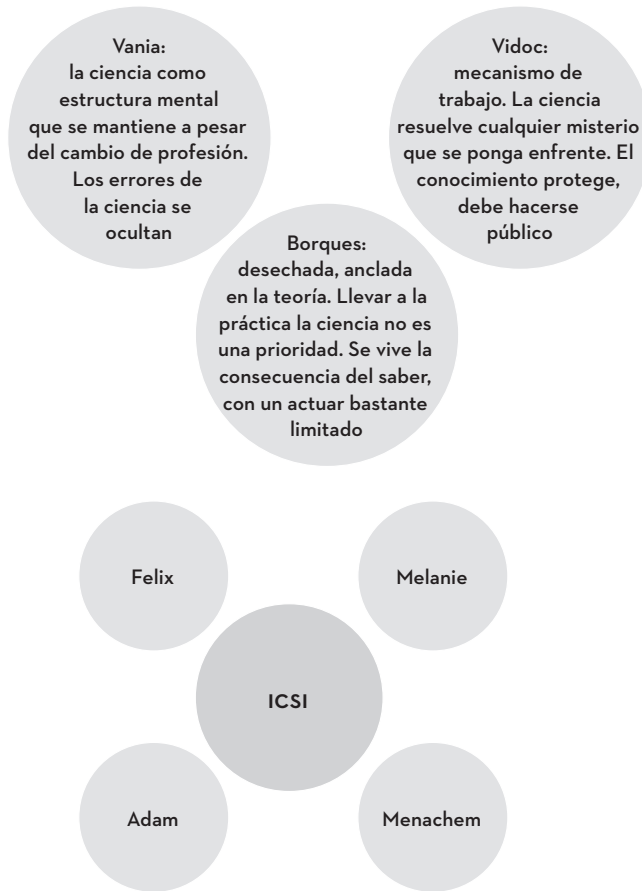 Vania:
la ciencia como
estructura mental
que se mantiene a pesar
del cambio de profesión.
Los errores de
la ciencia se
ocultan
Vidoc:
mecanismo de
trabajo. La ciencia
resuelve cualquier misterio
que se ponga enfrente. El
conocimiento protege,
debe hacerse
público
Borques:
desechada, anclada
en la teoría. Llevar a la
práctica la ciencia no es
una prioridad. Se vive la
consecuencia del saber,
con un actuar bastante
limitado
Felix
Melanie
ICSI
Adam
Menachem